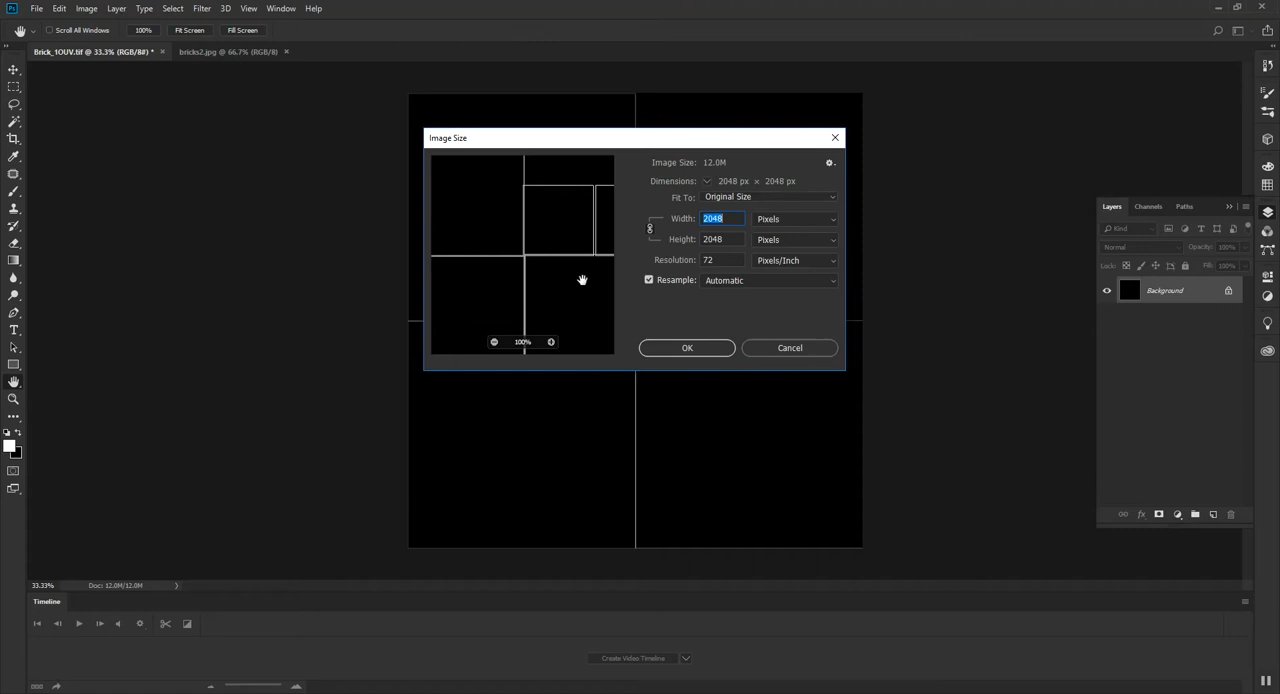 Ps File Edit Image Layer Type Select Filter 3D View Window Help
Scroll All Windows 100% Fit Screen Fill Screen
Brick_1OUV.tif @ 33.3% (RGB/8#) * × bricks2.jpg @ 66.7% (RGB/8) ×
Image Size
Image Size: 12.0M
Dimensions: 2048 px × 2048 px
Fit To: Original Size
Width: 2048 Pixels
Height: 2048 Pixels
Resolution: 72 Pixels/Inch
Resample: Automatic
100%
OK Cancel
Layers Channels Paths
Kind
Normal Opacity: 100%
Lock: Fill: 100%
Background
33.33% Doc: 12.0M/12.0M
Timeline
Create Video Timeline